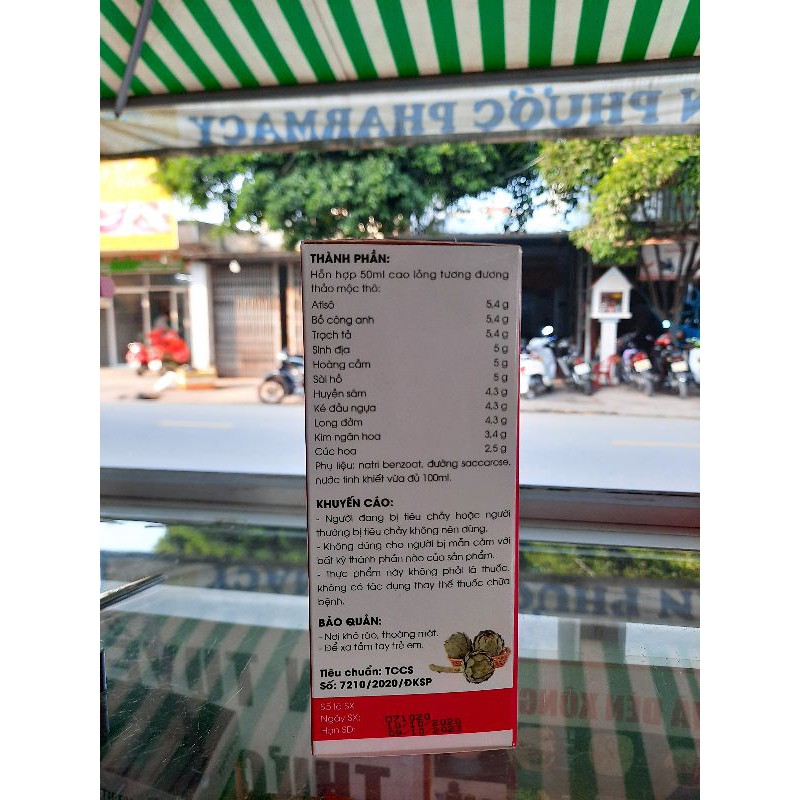 N PHƯỚC PHARMACY
THÀNH PHẦN:
Hỗn hợp 50ml cao lỏng tương đương
thảo mộc thô:
Atisô 5,4 g
Bồ công anh 5,4 g
Trạch tả 5,4 g
Sinh địa 5 g
Hoàng cầm 5 g
Sài hồ 5 g
Huyền sâm 4,3 g
Ké đầu ngựa 4,3 g
Long đởm 4,3 g
Kim ngân hoa 3,4 g
Cúc hoa 2,5 g
Phụ liệu: natri benzoat, đường saccarose,
nước tinh khiết vừa đủ 100ml.
KHUYẾN CÁO:
- Người đang bị tiêu chảy hoặc người
thường bị tiêu chảy không nên dùng.
- Không dùng cho người bị mẫn cảm với
bất kỳ thành phần nào của sản phẩm.
- Thực phẩm này không phải là thuốc,
không có tác dụng thay thế thuốc chữa
bệnh.
BẢO QUẢN:
- Nơi khô ráo, thoáng mát.
- Để xa tầm tay trẻ em.
Tiêu chuẩn: TCCS
Số: 7210/2020/ĐKSP
Số lô SX: 071020
Ngày SX: 10/10/2020
Hạn SD: 09/10/2023